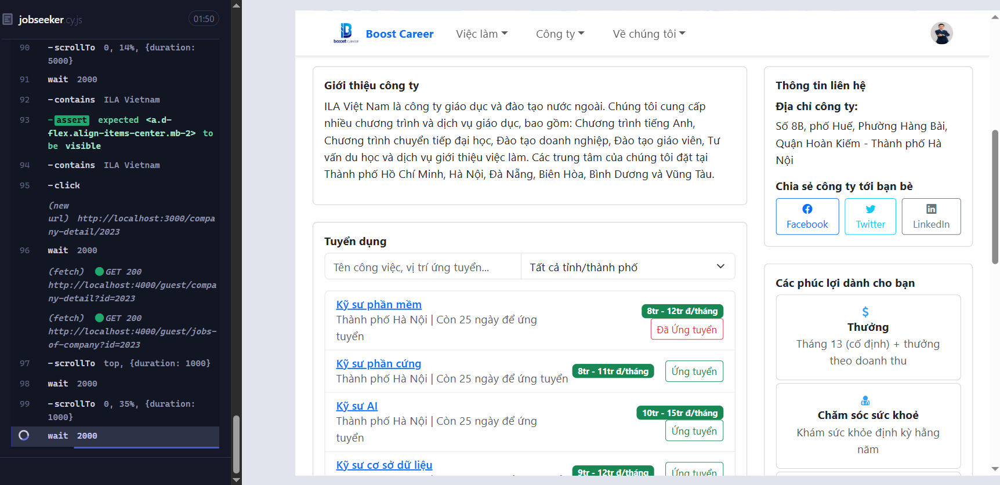 jobseeker.cy.js
01:50
90 -scrollTo 0, 14%, {duration:
5000}
91 wait 2000
92 -contains ILA Vietnam
93 -assert expected <a.d-
flex.align-items-center.mb-2> to
be visible
94 -contains ILA Vietnam
95 -click
(new
url) http://localhost:3000/compa
ny-detail/2023
96 wait 2000
(fetch) GET 200
http://localhost:4000/guest/compa
ny-detail?id=2023
(fetch) GET 200
http://localhost:4000/guest/jobs-
of-company?id=2023
97 -scrollTo top, {duration: 1000}
98 wait 2000
99 -scrollTo 0, 35%, {duration:
1000}
wait 2000
booost career
Boost Career
Việc làm
Công ty
Về chúng tôi
Giới thiệu công ty
ILA Việt Nam là công ty giáo dục và đào tạo nước ngoài. Chúng tôi cung cấp
nhiều chương trình và dịch vụ giáo dục, bao gồm: Chương trình tiếng Anh,
Chương trình chuyển tiếp đại học, Đào tạo doanh nghiệp, Đào tạo giáo viên, Tư
vấn du học và dịch vụ giới thiệu việc làm. Các trung tâm của chúng tôi đặt tại
Thành phố Hồ Chí Minh, Hà Nội, Đà Nẵng, Biên Hòa, Bình Dương và Vũng Tàu.
Tuyển dụng
Tên công việc, vị trí ứng tuyển...
Tất cả tỉnh/thành phố
Kỹ sư phần mềm
Thành phố Hà Nội | Còn 25 ngày để ứng
tuyển
8tr - 12tr đ/tháng
Đã Ứng tuyển
Kỹ sư phần cứng
Thành phố Hà Nội | Còn 25 ngày để ứng tuyển
8tr - 11tr đ/tháng
Ứng tuyển
Kỹ sư AI
Thành phố Hà Nội | Còn 25 ngày để ứng
tuyển
10tr - 15tr đ/tháng
Ứng tuyển
Kỹ sư cơ sở dữ liệu
9tr - 12tr đ/tháng
Ứng tuyển
Thông tin liên hệ
Địa chỉ công ty:
Số 8B, phố Huế, Phường Hàng Bài,
Quận Hoàn Kiếm - Thành phố Hà
Nội
Chia sẻ công ty tới bạn bè
Facebook
Twitter
LinkedIn
Các phúc lợi dành cho bạn
Thưởng
Tháng 13 (cố định) + thưởng
theo doanh thu
Chăm sóc sức khoẻ
Khám sức khỏe định kỳ hằng
năm